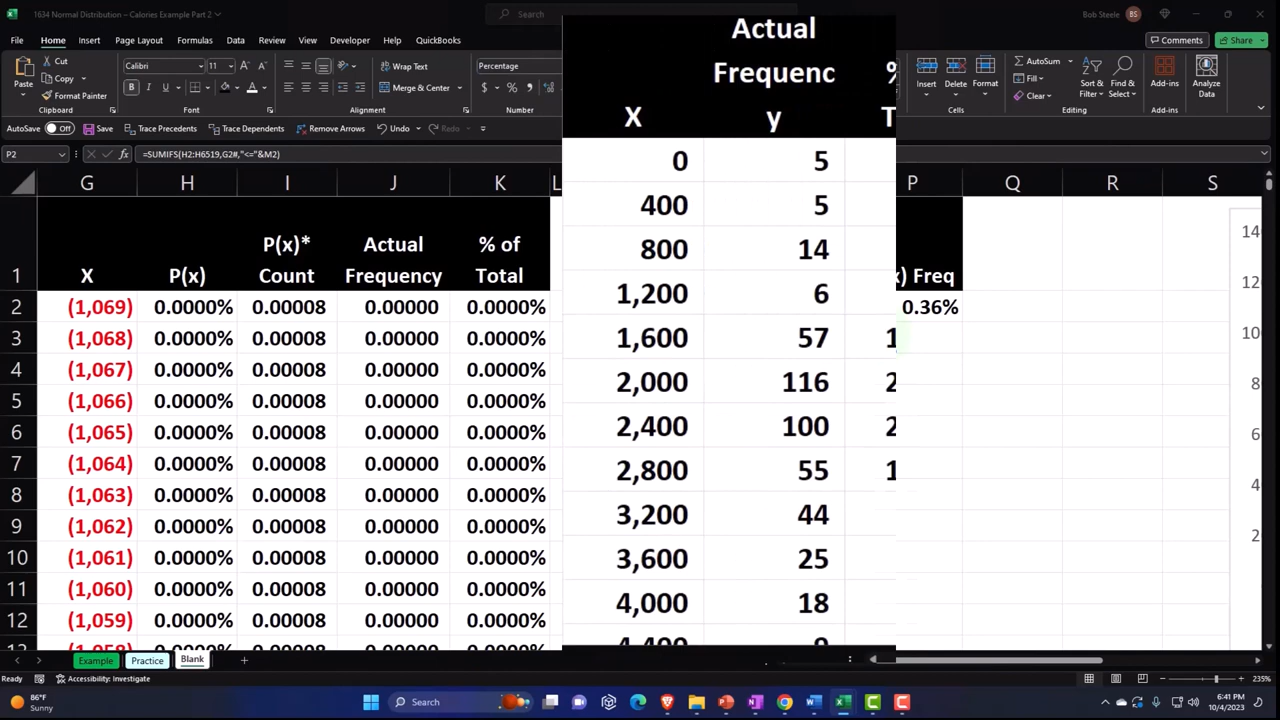 1634 Normal Distribution – Calories Example Part 2
Search
Bob Steele
BS
File Home Insert Page Layout Formulas Data Review View Developer Help QuickBooks
Comments
Share
Cut
Copy
Format Painter
Paste
Calibri
11
Wrap Text
Merge & Center
Percentage
Insert
Delete
Format
Cells
AutoSum
Fill
Clear
Sort & Filter
Find & Select
Editing
Add-ins
Add-ins
Analyze Data
AutoSave Off
Save
Trace Precedents
Trace Dependents
Remove Arrows
Undo
Redo
P2
fx
=SUMIFS(H2:H6519,G2#,"<="&M2)
G H I J K L P Q R S
1 X P(x) P(x)* Count Actual Frequency % of Total
x) Freq
2 (1,069) 0.0000% 0.00008 0.00000 0.0000%
0.36%
3 (1,068) 0.0000% 0.00008 0.00000 0.0000%
4 (1,067) 0.0000% 0.00008 0.00000 0.0000%
5 (1,066) 0.0000% 0.00008 0.00000 0.0000%
6 (1,065) 0.0000% 0.00008 0.00000 0.0000%
7 (1,064) 0.0000% 0.00008 0.00000 0.0000%
8 (1,063) 0.0000% 0.00008 0.00000 0.0000%
9 (1,062) 0.0000% 0.00008 0.00000 0.0000%
10 (1,061) 0.0000% 0.00008 0.00000 0.0000%
11 (1,060) 0.0000% 0.00008 0.00000 0.0000%
12 (1,059) 0.0000% 0.00008 0.00000 0.0000%
Actual
Frequenc
X y
0 5
400 5
800 14
1,200 6
1,600 57
2,000 116
2,400 100
2,800 55
3,200 44
3,600 25
4,000 18
Example Practice Blank
Ready
Accessibility: Investigate
235%
86°F
Sunny
Search
6:41 PM
10/4/2023